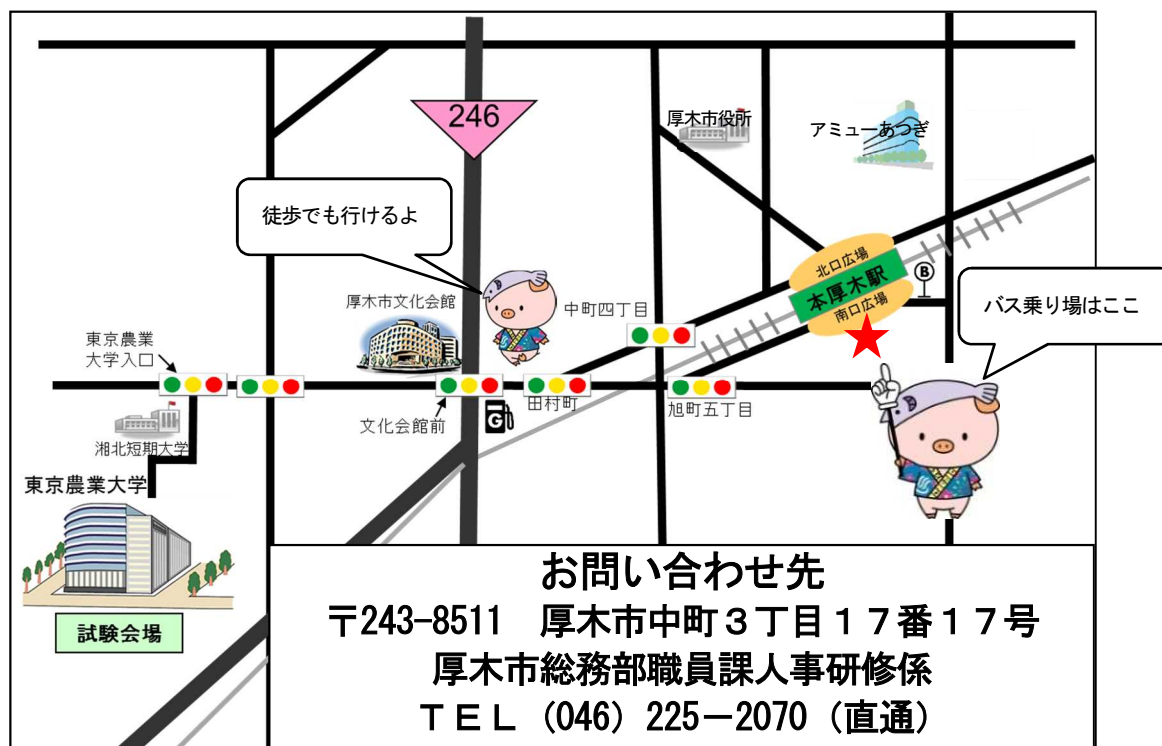 246
厚木市役所
アミューあつぎ
徒歩でも行けるよ
北口広場
本厚木駅
南口広場
B
バス乗り場はここ
厚木市文化会館
中町四丁目
東京農業
大学入口
田村町
旭町五丁目
文化会館前
G
湘北短期大学
東京農業大学
試験会場
お問い合わせ先
〒243-8511　厚木市中町３丁目１７番１７号
厚木市総務部職員課人事研修係
ＴＥＬ（046）225－2070（直通）